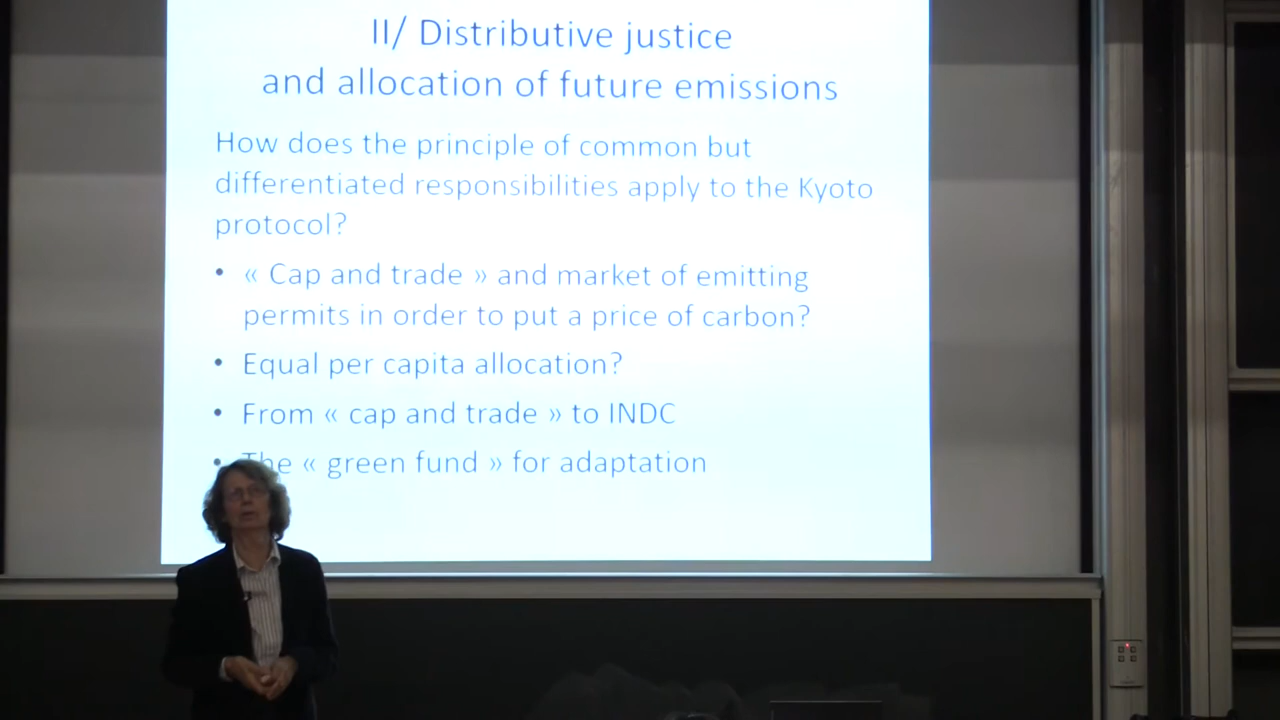 II/ Distributive justice
and allocation of future emissions
How does the principle of common but
differentiated responsibilities apply to the Kyoto
protocol?
• « Cap and trade » and market of emitting
permits in order to put a price of carbon?
• Equal per capita allocation?
• From « cap and trade » to INDC
• The « green fund » for adaptation